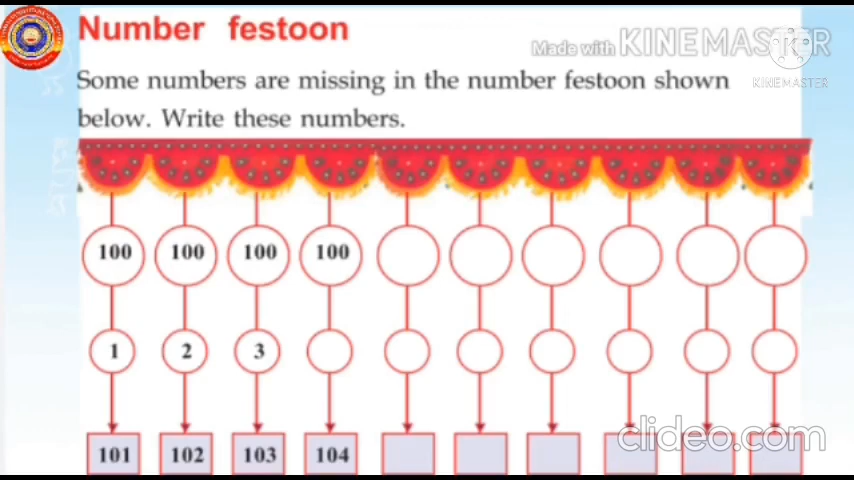 Number festoon
Made with KINEMASTER
KINEMASTER
Some numbers are missing in the number festoon shown
below. Write these numbers.
100 100 100 100
1 2 3
101 102 103 104
clideo.com